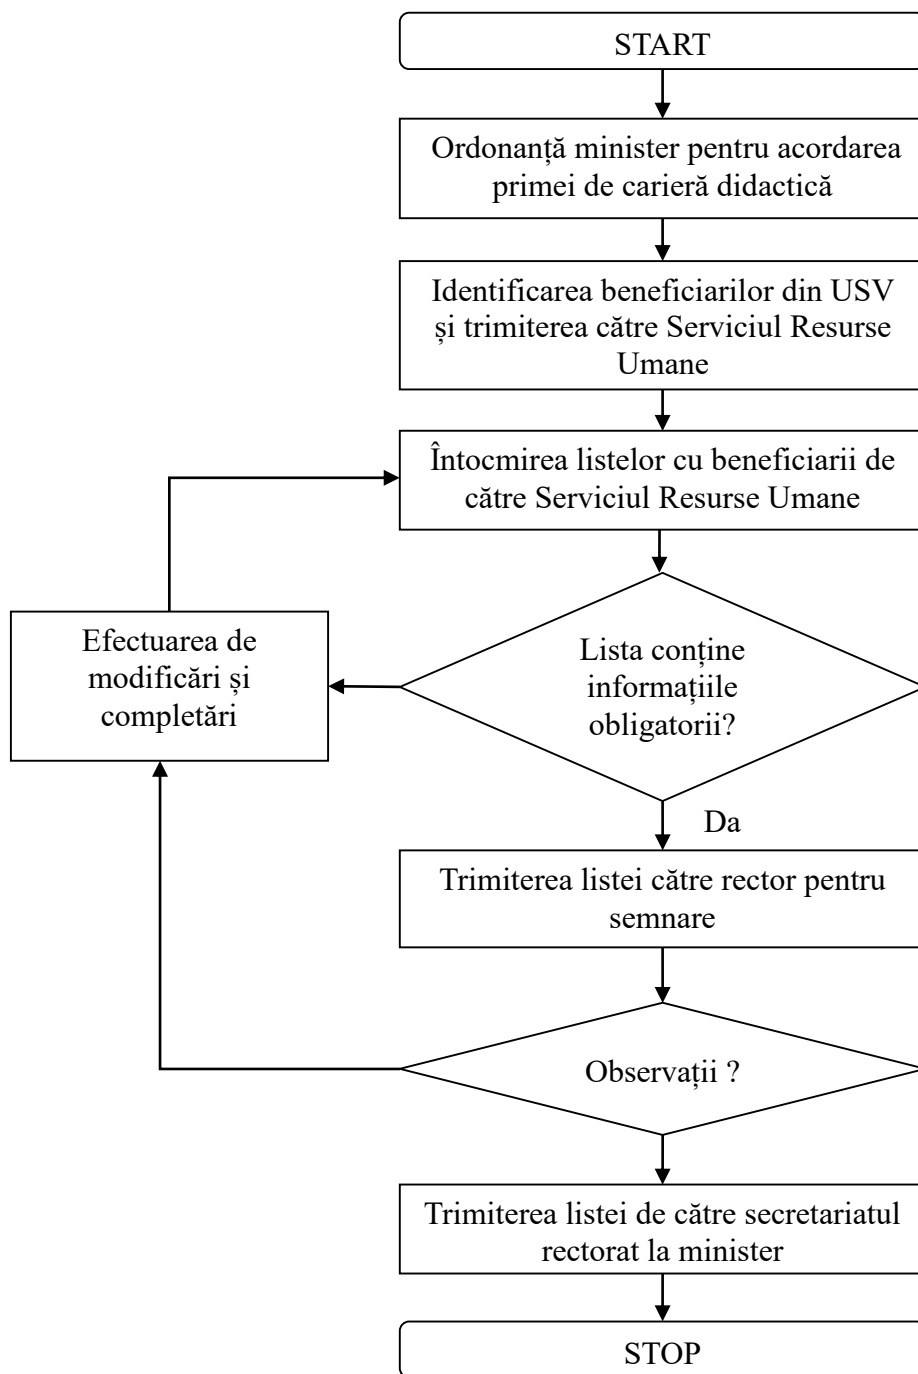 START
Ordonanță minister pentru acordarea
primei de carieră didactică
Identificarea beneficiarilor din USV
și trimiterea către Serviciul Resurse
Umane
Întocmirea listelor cu beneficiarii de
către Serviciul Resurse Umane
Efectuarea de
modificări și
completări
Lista conține
informațiile
obligatorii?
Da
Trimiterea listei către rector pentru
semnare
Observații ?
Trimiterea listei de către secretariatul
rectorat la minister
STOP